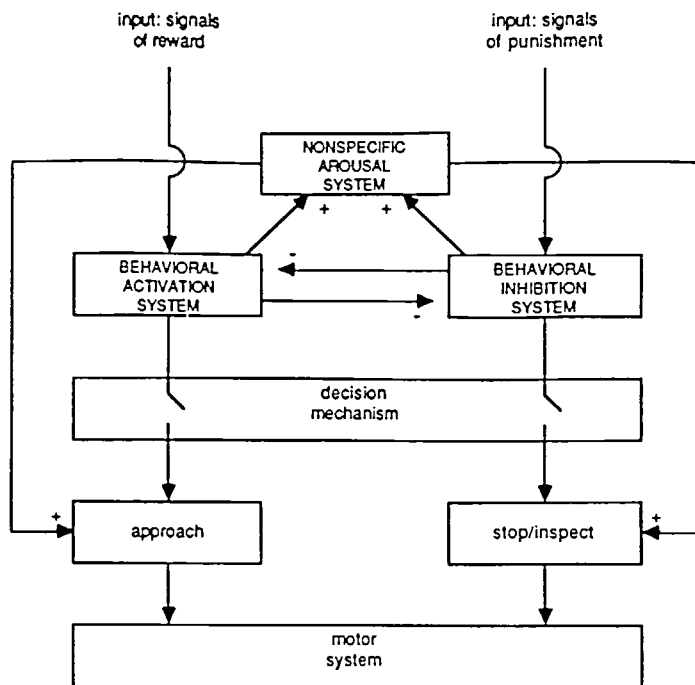 input: signals
of reward
input: signals
of punishment
NONSPECIFIC
AROUSAL
SYSTEM
+
+
BEHAVIORAL
ACTIVATION
SYSTEM
-
-
BEHAVIORAL
INHIBITION
SYSTEM
decision
mechanism
+
approach
stop/inspect
+
motor
system